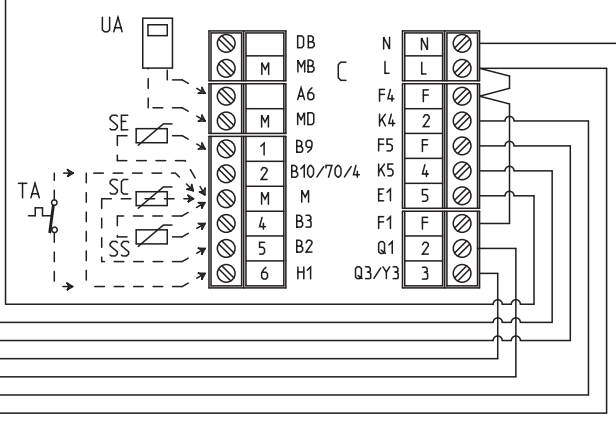 UA
DB
N N
M MB
L L
A6
F4 F
M MD
K4 2
SE
1 B9
F5 F
2 B10/70/4
K5 4
TA
SC
M M
E1 5
4 B3
F1 F
SS
5 B2
Q1 2
6 H1
Q3/Y3 3